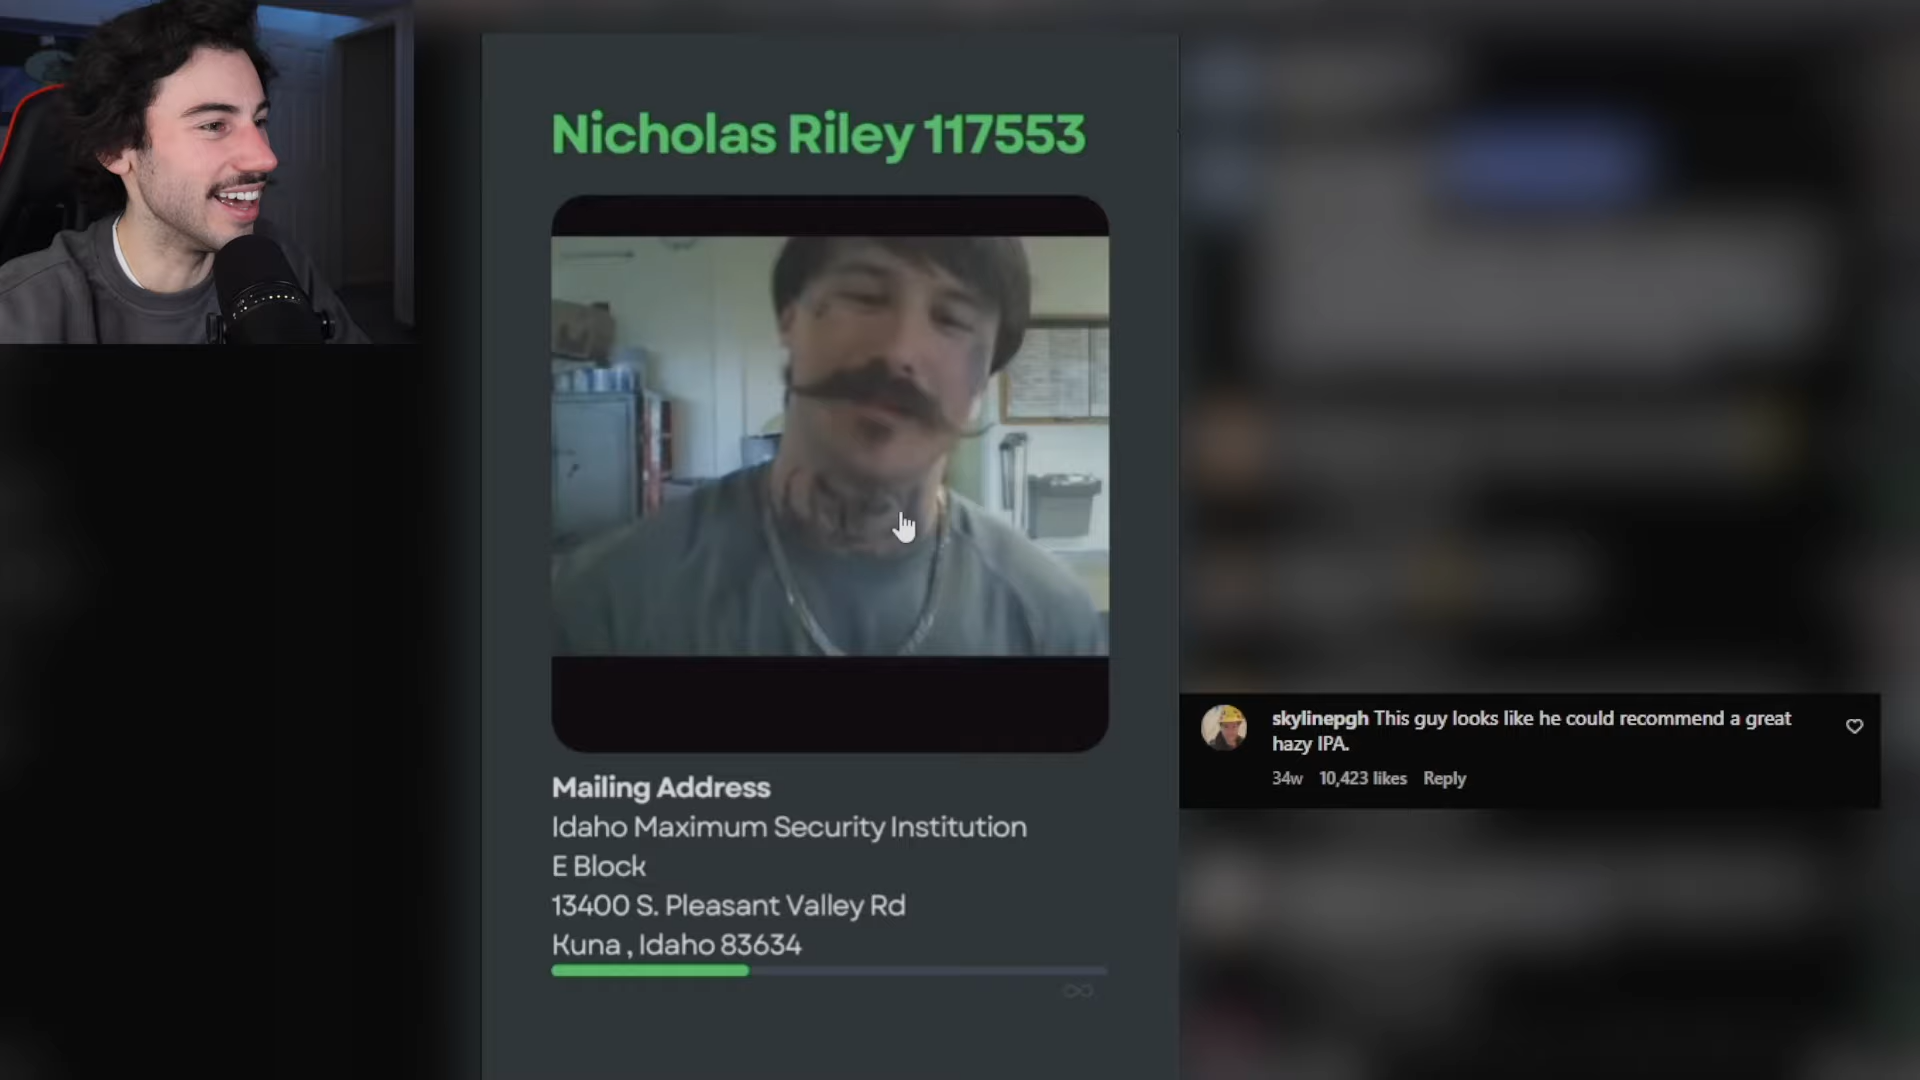 Nicholas Riley 117553
Mailing Address
Idaho Maximum Security Institution
E Block
13400 S. Pleasant Valley Rd
Kuna , Idaho 83634
skylinepgh This guy looks like he could recommend a great
hazy IPA.
34w 10,423 likes Reply